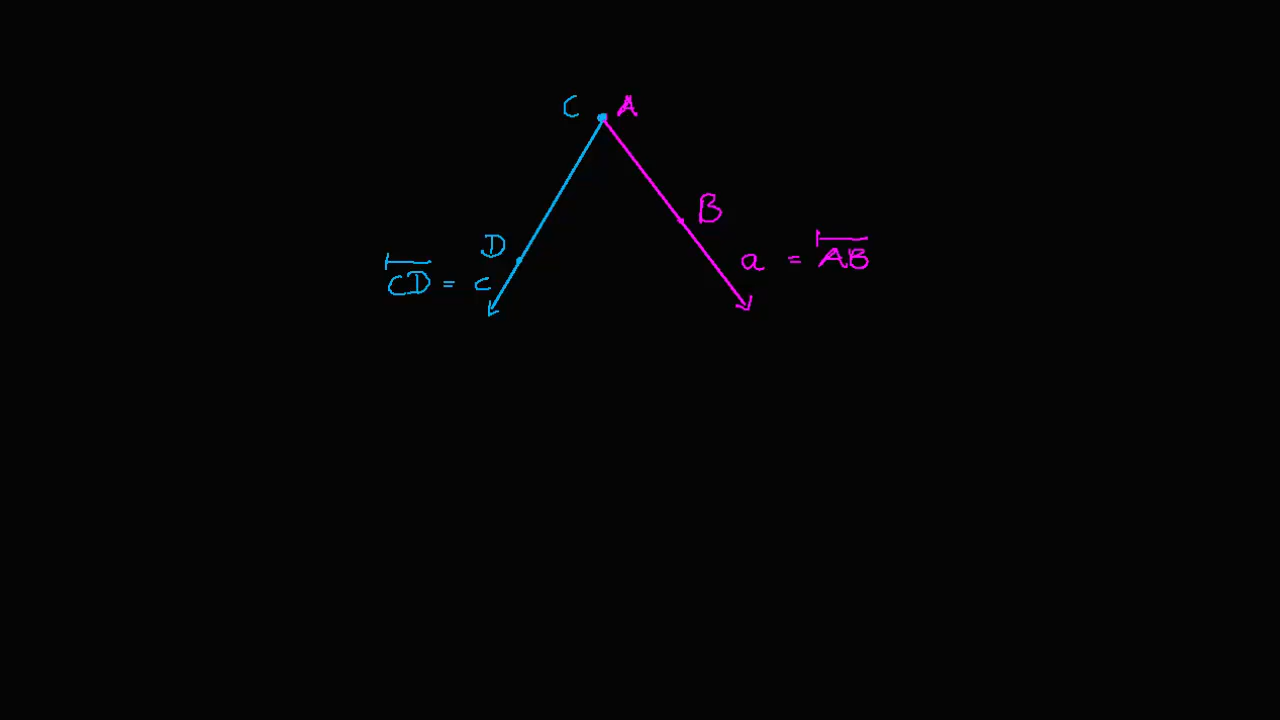 C A
B
D
a = AB
CD = c